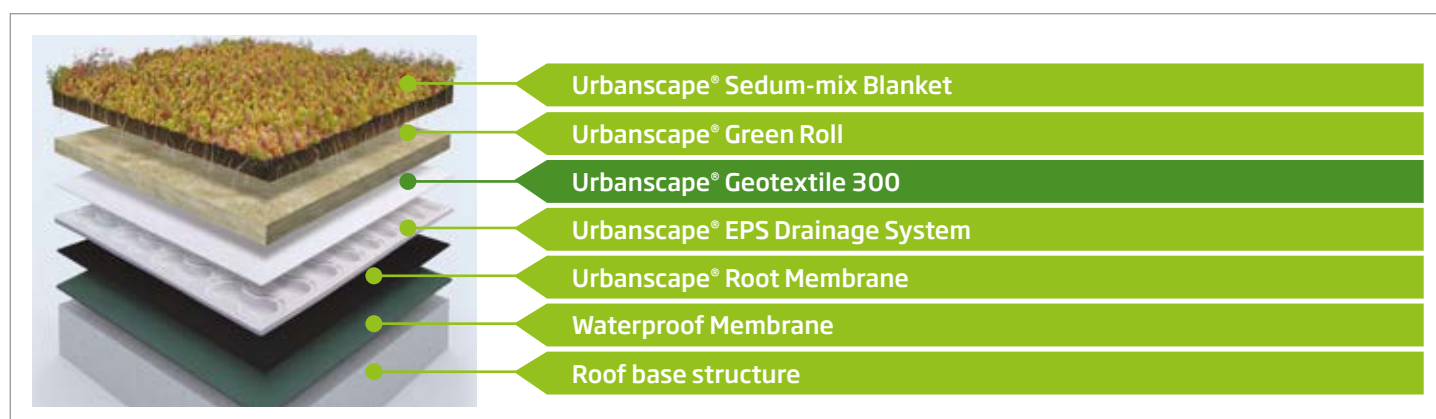 Urbanscape® Sedum-mix Blanket
Urbanscape® Green Roll
Urbanscape® Geotextile 300
Urbanscape® EPS Drainage System
Urbanscape® Root Membrane
Waterproof Membrane
Roof base structure